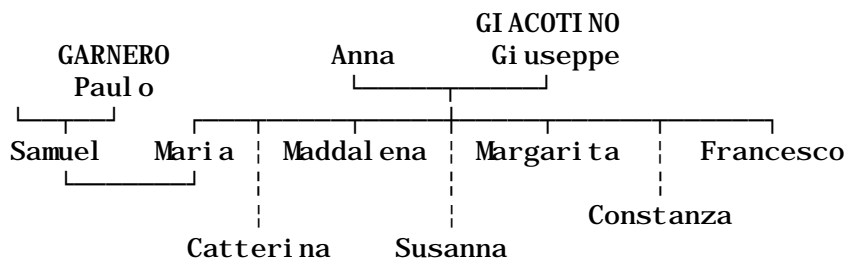 GIACOTINO
GARNERO Anna Giuseppe
Paulo
Samuel Maria Maddalena Margarita Francesco
Constanza
Catterina Susanna